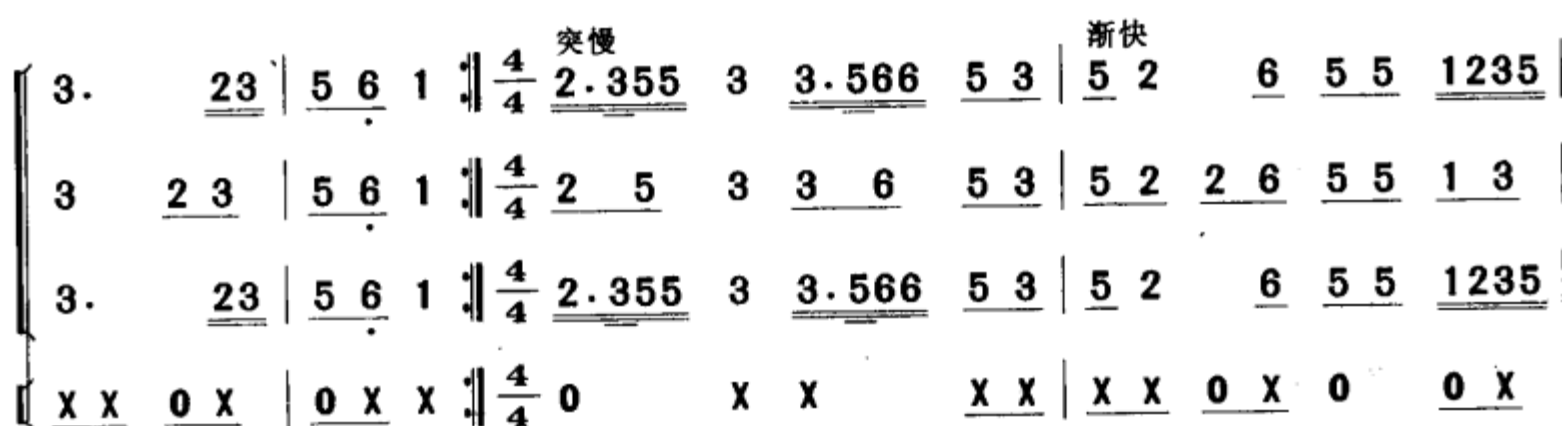 突慢 渐快
3. 23 | 5 6 1 :‖ 4/4 2.355 3 3.566 5 3 | 5 2 6 5 5 1235 |
3 2 3 | 5 6 1 :‖ 4/4 2 5 3 3 6 5 3 | 5 2 2 6 5 5 1 3 |
3. 23 | 5 6 1 :‖ 4/4 2.355 3 3.566 5 3 | 5 2 6 5 5 1235 |
X X 0 X | 0 X X :‖ 4/4 0 X X X X | X X 0 X 0 0 X